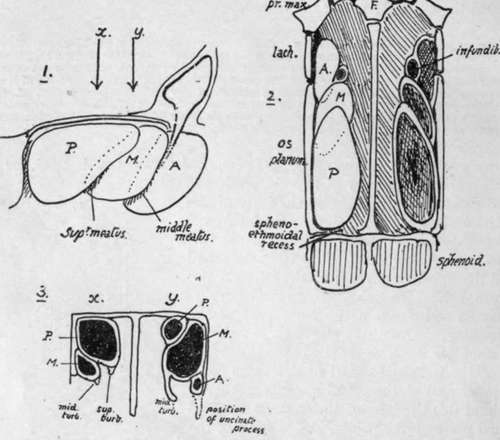 x. y.
1.
P. M. A
Supr meatus. middle
meatus.
pr. max. F.
lach. A. infundib.
2. M
os
planum. P
spheno-
ethmoidal
recess
sphenoid.
3. x. y. P.
P. M.
M. A.
mid. sup. mid. position
turb. turb. turb. of uncinate
process